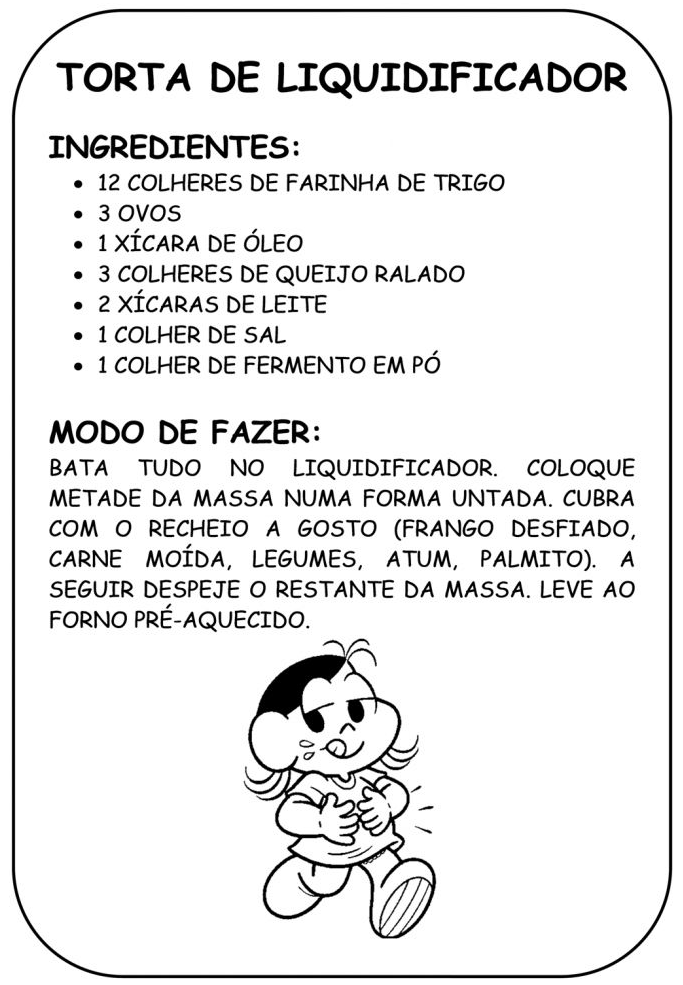 TORTA DE LIQUIDIFICADOR
INGREDIENTES:
• 12 COLHERES DE FARINHA DE TRIGO
• 3 OVOS
• 1 XÍCARA DE ÓLEO
• 3 COLHERES DE QUEIJO RALADO
• 2 XÍCARAS DE LEITE
• 1 COLHER DE SAL
• 1 COLHER DE FERMENTO EM PÓ
MODO DE FAZER:
BATA TUDO NO LIQUIDIFICADOR. COLOQUE
METADE DA MASSA NUMA FORMA UNTADA. CUBRA
COM O RECHEIO A GOSTO (FRANGO DESFIADO,
CARNE MOÍDA, LEGUMES, ATUM, PALMITO). A
SEGUIR DESPEJE O RESTANTE DA MASSA. LEVE AO
FORNO PRÉ-AQUECIDO.